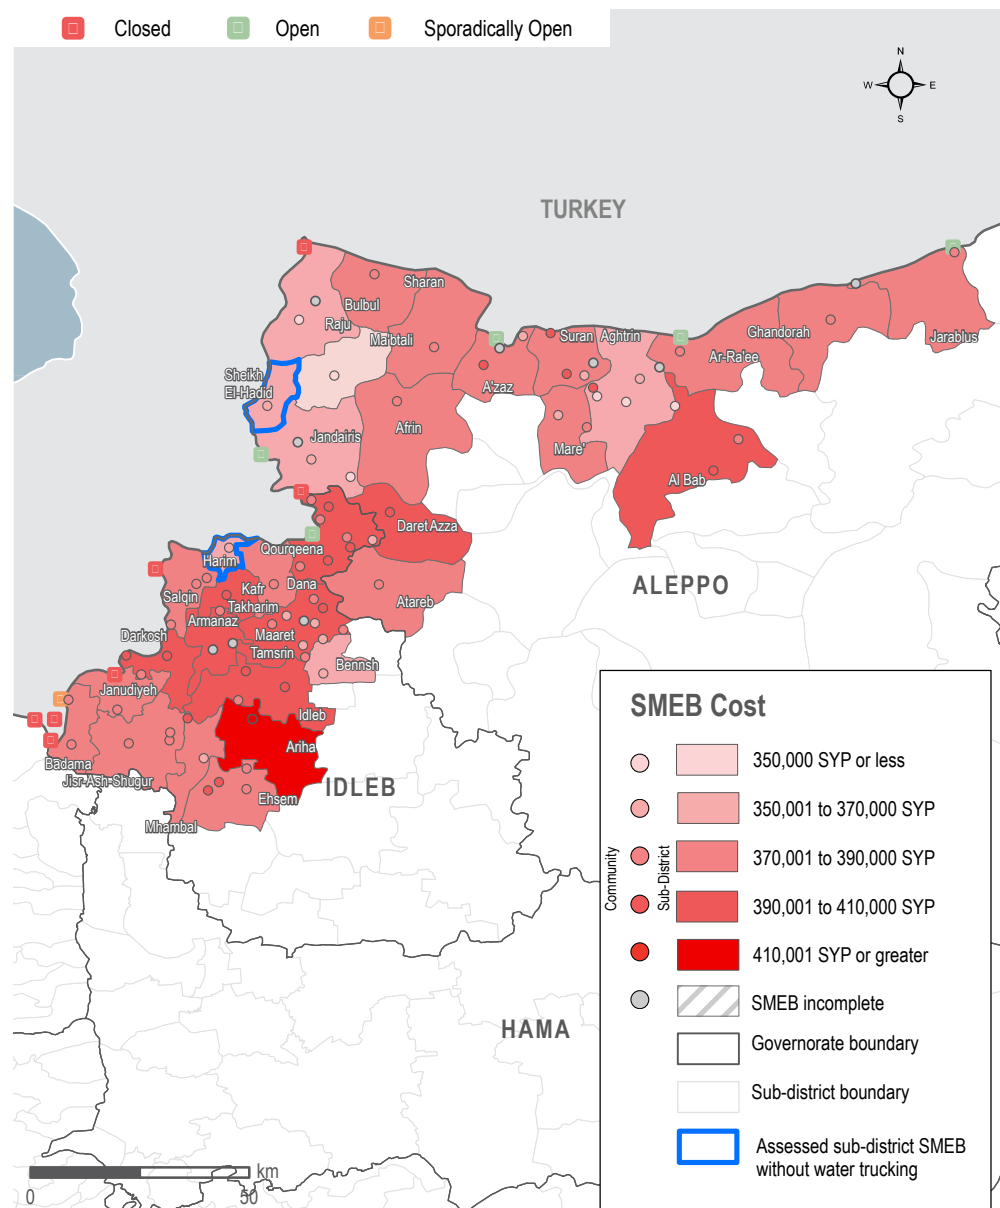 Closed
Open
Sporadically Open
N
W
E
S
TURKEY
Sharan
Bulbul
Raju
Ma'btali
Suran
Aghtrin
Ghandorah
Jarablus
Ar-Ra'ee
Sheikh
El-Hadid
A'zaz
Jandairis
Afrin
Mare'
Al Bab
Daret Azza
Qourqeena
Harim
Dana
Kafr
Takharim
Salqin
Atareb
ALEPPO
Armanaz
Darkosh
Maaret
Tamsrin
Bennsh
Janudiyeh
Idleb
Ariha
Badama
Jisr-Ash-Shugur
IDLEB
Ehsem
Mhambal
HAMA
SMEB Cost
Community
Sub-District
350,000 SYP or less
350,001 to 370,000 SYP
370,001 to 390,000 SYP
390,001 to 410,000 SYP
410,001 SYP or greater
SMEB incomplete
Governorate boundary
Sub-district boundary
Assessed sub-district SMEB
without water trucking
km
0
50